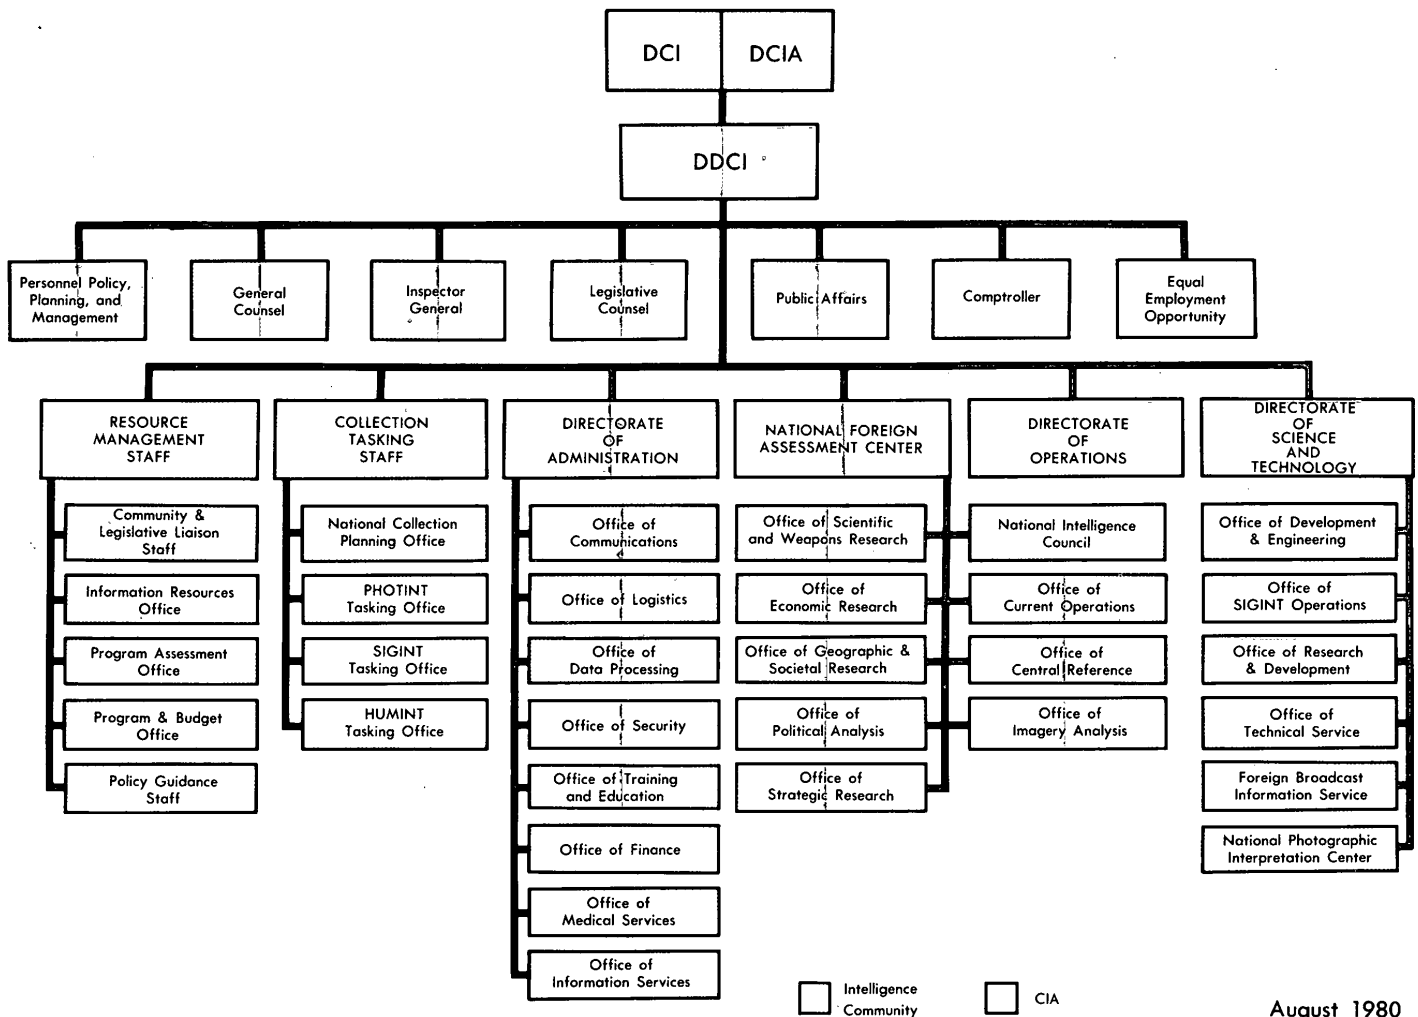 DCI
DCIA
DDCI
Personnel Policy,
Planning, and
Management
General
Counsel
Inspector
General
Legislative
Counsel
Public Affairs
Comptroller
Equal
Employment
Opportunity
RESOURCE
MANAGEMENT
STAFF
COLLECTION
TASKING
STAFF
DIRECTORATE
OF
ADMINISTRATION
NATIONAL FOREIGN
ASSESSMENT CENTER
DIRECTORATE
OF
OPERATIONS
DIRECTORATE
OF
SCIENCE
AND
TECHNOLOGY
Community &
Legislative Liaison
Staff
Information Resources
Office
Program Assessment
Office
Program & Budget
Office
Policy Guidance
Staff
National Collection
Planning Office
PHOTINT
Tasking Office
SIGINT
Tasking Office
HUMINT
Tasking Office
Office of
Communications
Office of Logistics
Office of
Data Processing
Office of Security
Office of Training
and Education
Office of Finance
Office of
Medical Services
Office of
Information Services
Office of Scientific
and Weapons Research
Office of
Economic Research
Office of Geographic &
Societal Research
Office of
Political Analysis
Office of
Strategic Research
National Intelligence
Council
Office of
Current Operations
Office of
Central Reference
Office of
Imagery Analysis
Office of Development
& Engineering
Office of
SIGINT Operations
Office of Research
& Development
Office of
Technical Service
Foreign Broadcast
Information Service
National Photographic
Interpretation Center
Intelligence
Community
CIA
August 1980